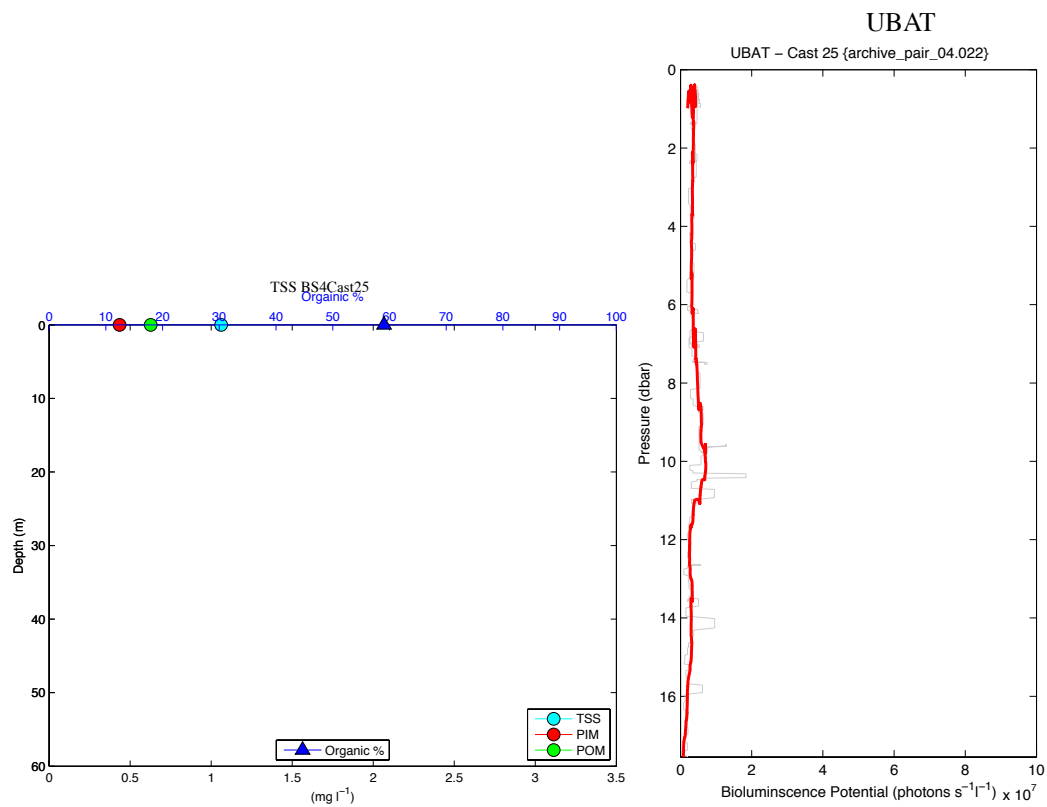 UBAT
UBAT − Cast 25 {archive_pair_04.022}
TSS BS4Cast25
Orgainic %
0 10 20 30 40 50 60 70 80 90 100
0
10
20
30
40
50
60
Depth (m)
0 0.5 1 1.5 2 2.5 3 3.5
(mg l⁻¹)
Organic %
TSS
PIM
POM
0
2
4
6
8
10
12
14
16
Pressure (dbar)
0 2 4 6 8 10
Bioluminscence Potential (photons s⁻¹l⁻¹) x 10⁷